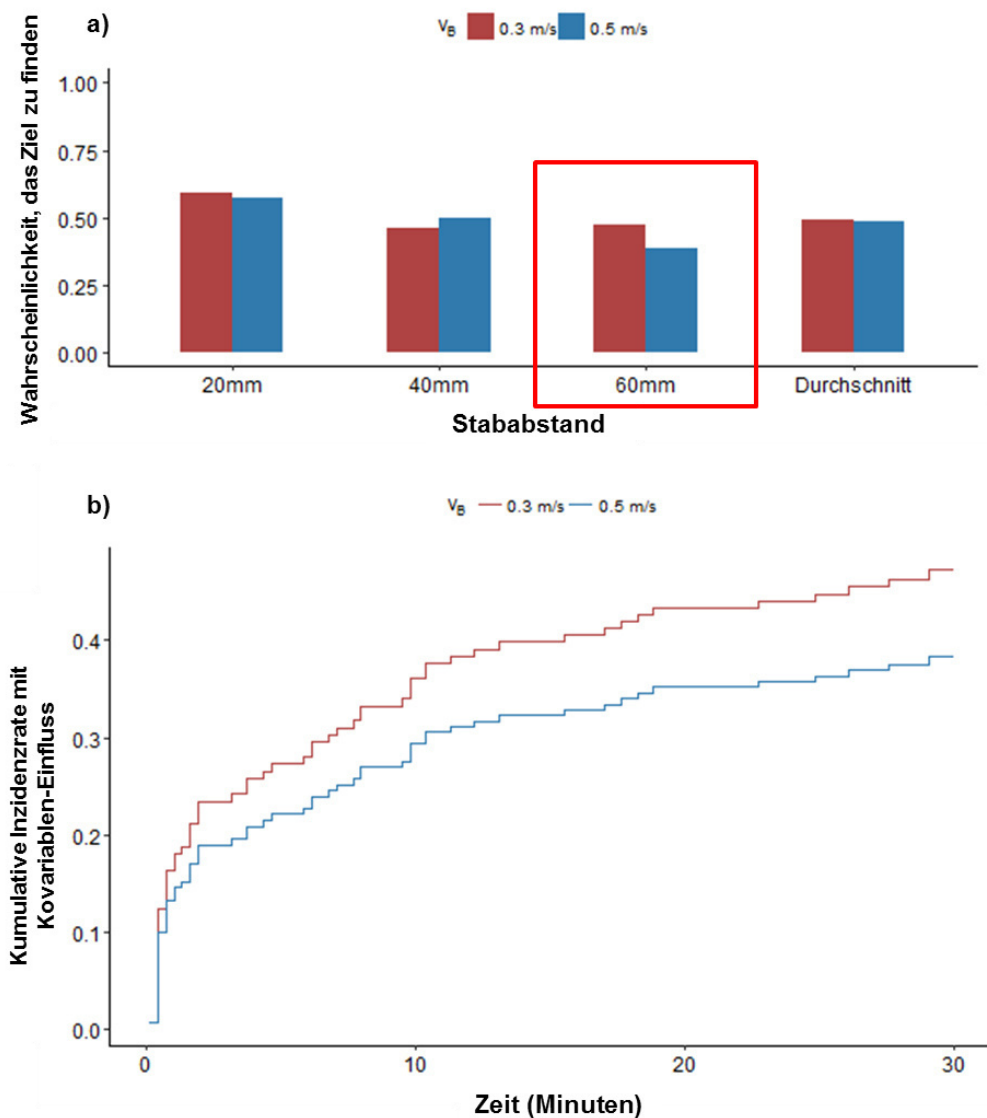 a)
V_B 0.3 m/s 0.5 m/s
Wahrscheinlichkeit, das Ziel zu finden
1.00
0.75
0.50
0.25
0.00
20mm 40mm 60mm Durchschnitt
Stababstand
b)
V_B 0.3 m/s 0.5 m/s
Kumulative Inzidenzrate mit
Kovariablen-Einfluss
0.4
0.3
0.2
0.1
0.0
0 10 20 30
Zeit (Minuten)